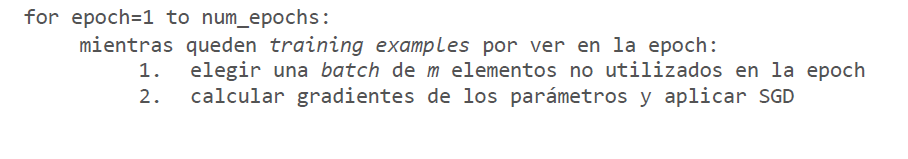 for epoch=1 to num_epochs:
mientras queden training examples por ver en la epoch:
1. elegir una batch de m elementos no utilizados en la epoch
2. calcular gradientes de los parámetros y aplicar SGD